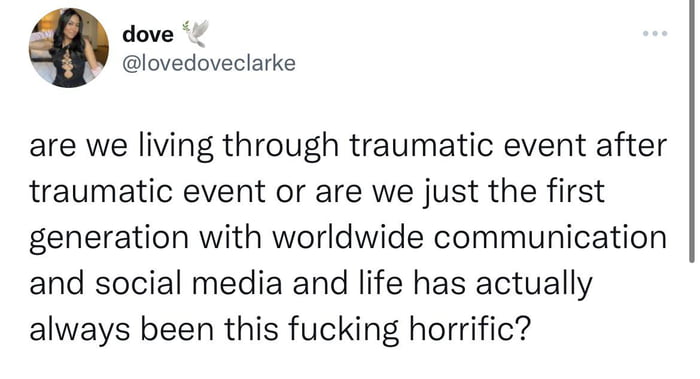 dove 🕊
@lovedoveclarke
are we living through traumatic event after
traumatic event or are we just the first
generation with worldwide communication
and social media and life has actually
always been this fucking horrific?